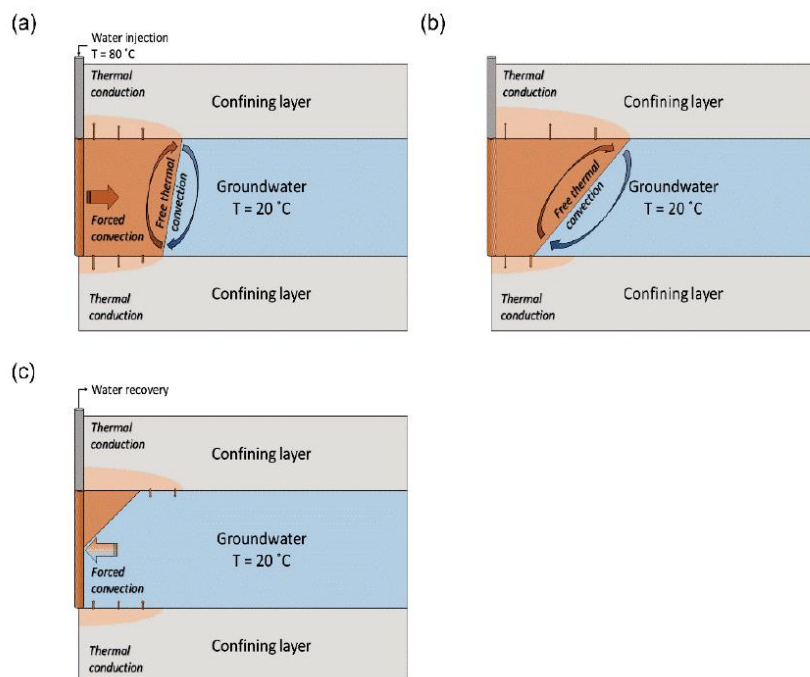 (a)
Water injection
T = 80 ˚C
Thermal
conduction
Confining layer
Free thermal
convection
Groundwater
T = 20 ˚C
Forced
convection
Thermal
conduction
Confining layer
(b)
Thermal
conduction
Confining layer
Free thermal
convection
Groundwater
T = 20 ˚C
Thermal
conduction
Confining layer
(c)
Water recovery
Thermal
conduction
Confining layer
Groundwater
T = 20 ˚C
Forced
convection
Thermal
conduction
Confining layer